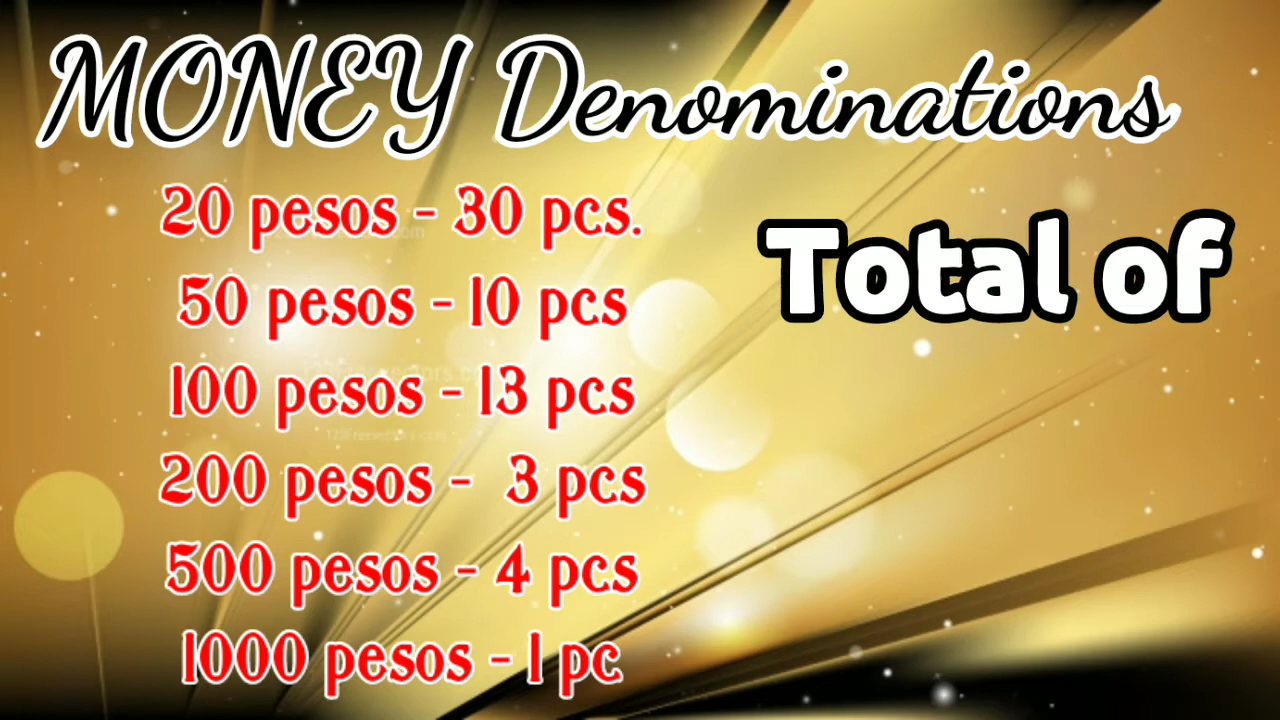 MONEY Denominations
20 pesos - 30 pcs.
50 pesos - 10 pcs
100 pesos - 13 pcs
200 pesos - 3 pcs
500 pesos - 4 pcs
1000 pesos - 1 pc
Total of